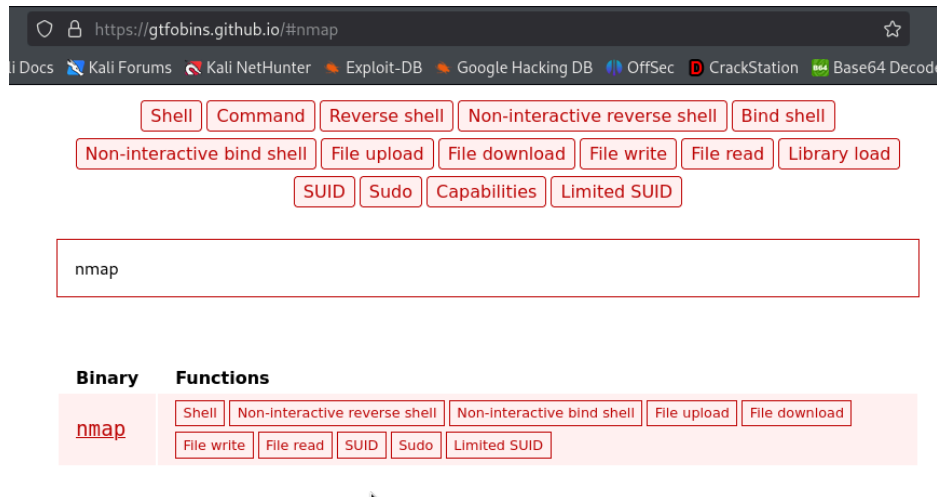 https://gtfobins.github.io/#nmap
li Docs Kali Forums Kali NetHunter Exploit-DB Google Hacking DB OffSec CrackStation Base64 Decode
Shell Command Reverse shell Non-interactive reverse shell Bind shell
Non-interactive bind shell File upload File download File write File read Library load
SUID Sudo Capabilities Limited SUID
nmap
Binary Functions
nmap Shell Non-interactive reverse shell Non-interactive bind shell File upload File download
File write File read SUID Sudo Limited SUID